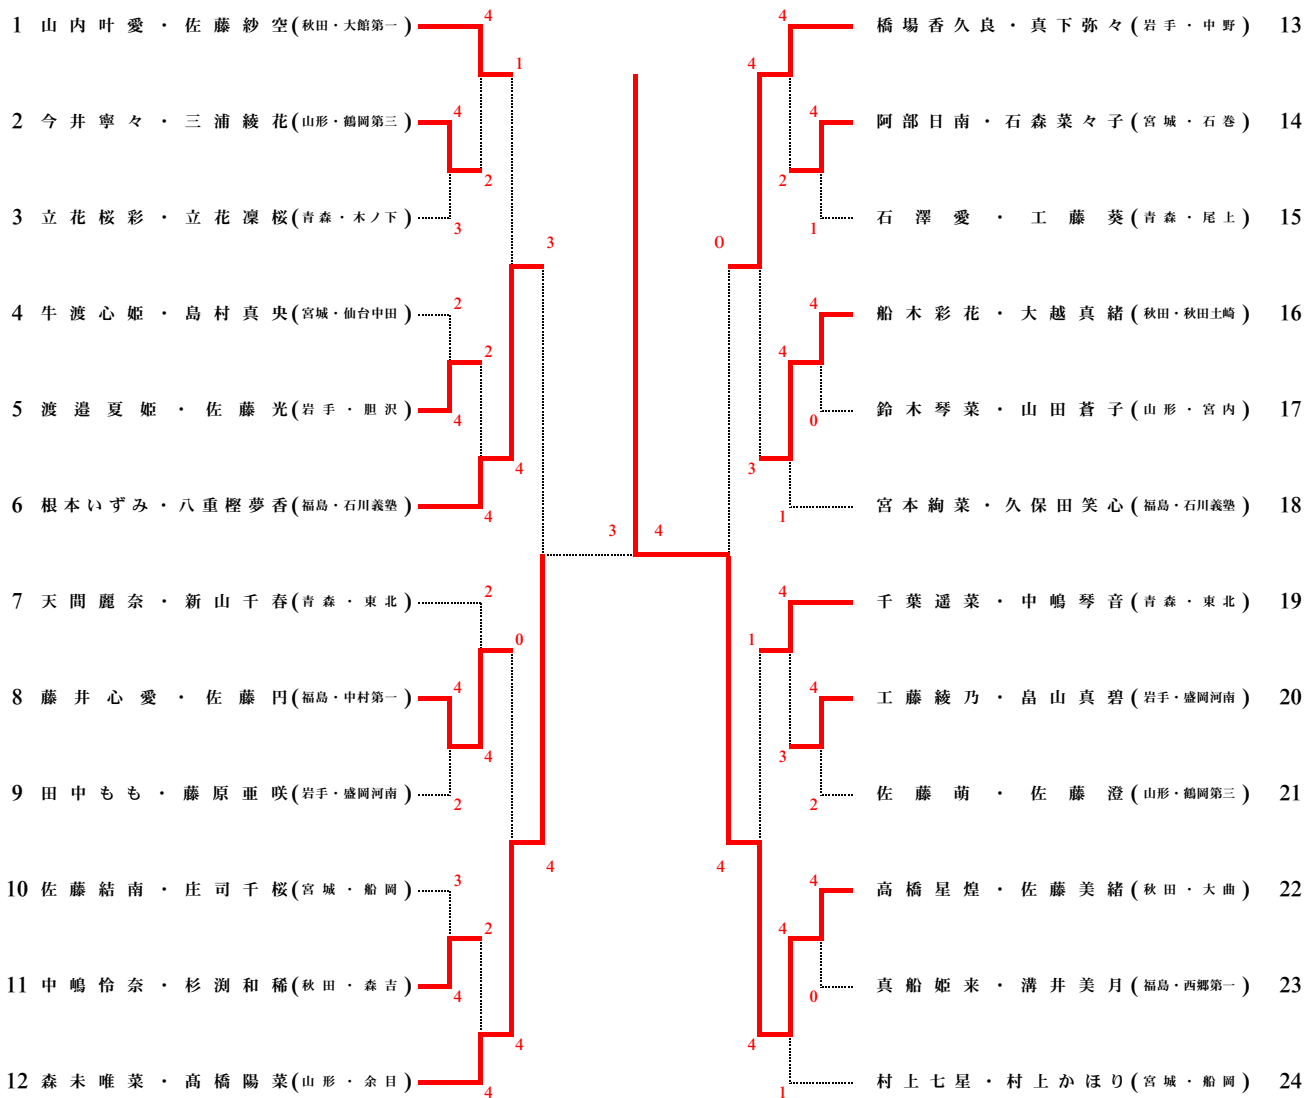 1 山内叶愛・佐藤紗空(秋田・大館第一)
4
1
2 今井寧々・三浦綾花(山形・鶴岡第三)
4
2
3 立花桜彩・立花凜桜(青森・木ノ下)
3
3
4 牛渡心姫・島村真央(宮城・仙台中田)
2
2
5 渡邉夏姫・佐藤光(岩手・胆沢)
4
4
6 根本いずみ・八重樫夢香(福島・石川義塾)
4
7 天間麗奈・新山千春(青森・東北)
2
0
8 藤井心愛・佐藤円(福島・中村第一)
4
4
9 田中もも・藤原亜咲(岩手・盛岡河南)
2
4
10 佐藤結南・庄司千桜(宮城・船岡)
3
2
11 中嶋怜奈・杉渕和稀(秋田・森吉)
4
4
12 森未唯菜・髙橋陽菜(山形・余目)
4
3 4
4
橋場香久良・真下弥々(岩手・中野) 13
4
4
阿部日南・石森菜々子(宮城・石巻) 14
2
石澤愛・工藤葵(青森・尾上) 15
1
0
4
船木彩花・大越真緒(秋田・秋田土崎) 16
4
鈴木琴菜・山田蒼子(山形・宮内) 17
0
3
宮本絢菜・久保田笑心(福島・石川義塾) 18
1
4
千葉遥菜・中嶋琴音(青森・東北) 19
1
4
工藤綾乃・畠山真碧(岩手・盛岡河南) 20
3
佐藤萌・佐藤澄(山形・鶴岡第三) 21
2
4
4
高橋星煌・佐藤美緒(秋田・大曲) 22
4
真船姫来・溝井美月(福島・西郷第一) 23
0
4
村上七星・村上かほり(宮城・船岡) 24
1